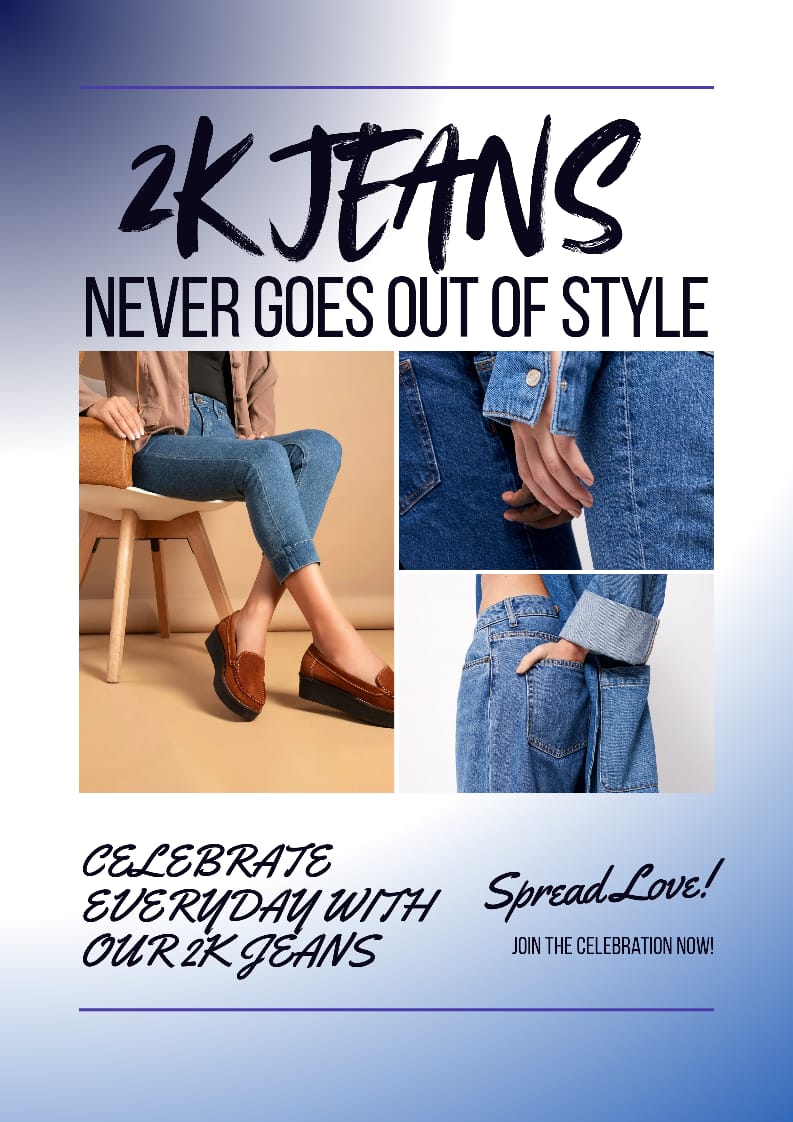 2K JEANS
NEVER GOES OUT OF STYLE
CELEBRATE
EVERYDAY WITH
OUR 2K JEANS
Spread Love!
JOIN THE CELEBRATION NOW!